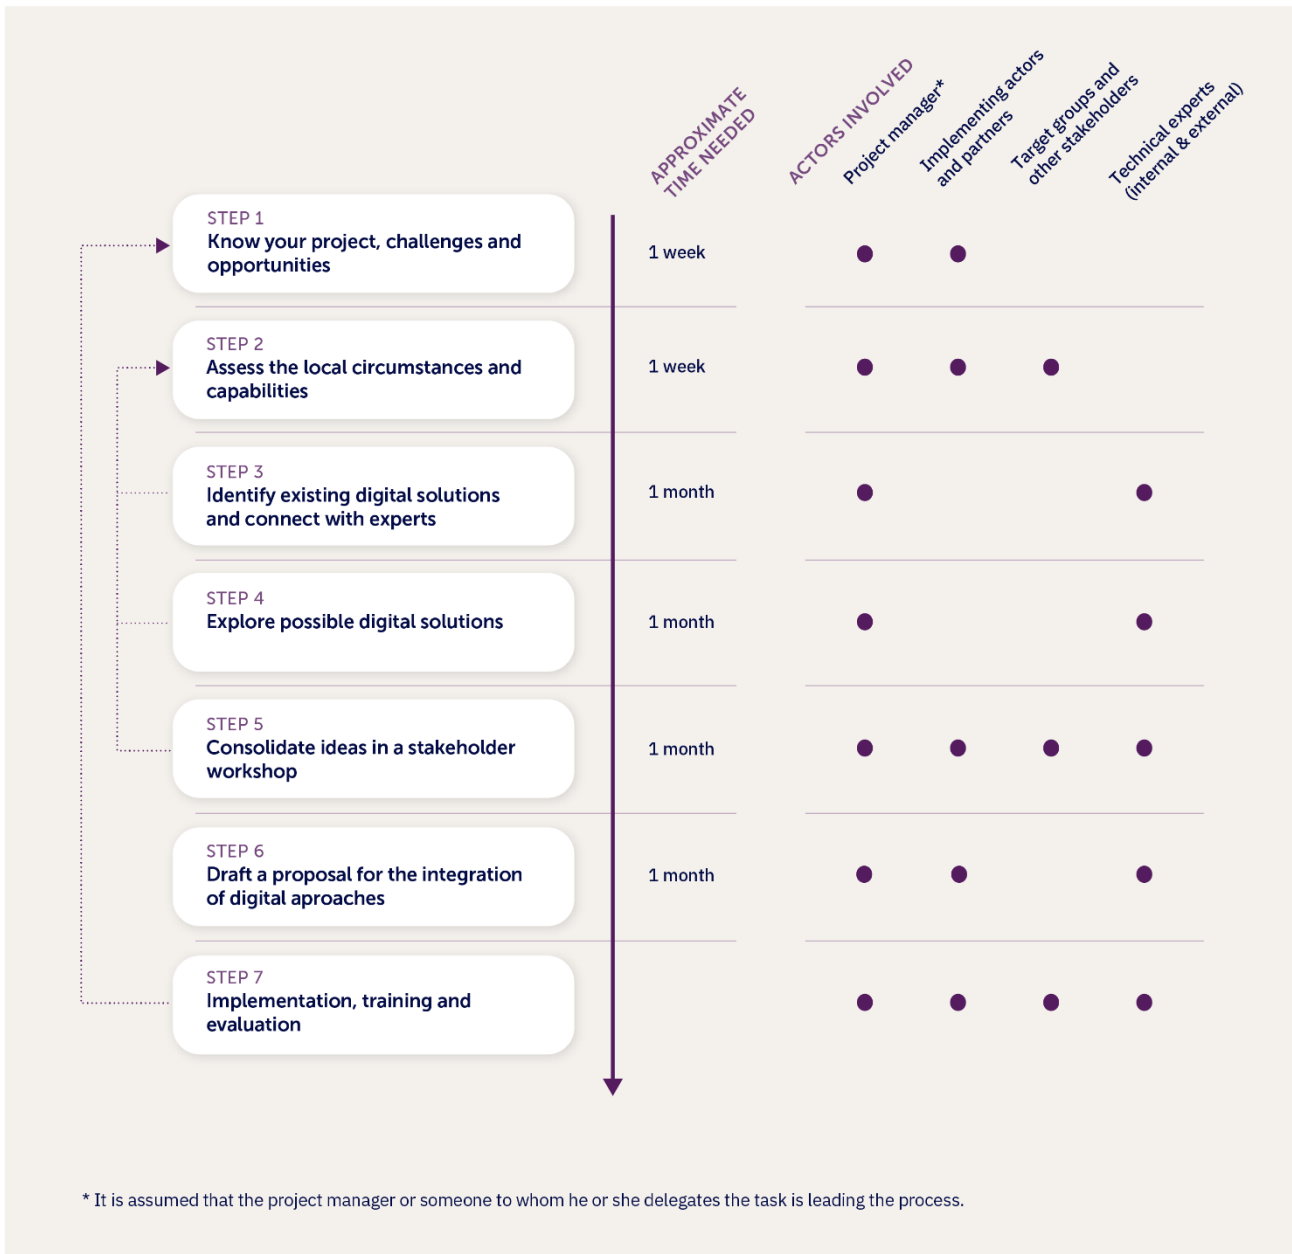 APPROXIMATE
TIME NEEDED
ACTORS INVOLVED
Project manager*
Implementing actors
and partners
Target groups and
other stakeholders
Technical experts
(internal & external)
STEP 1
Know your project, challenges and
opportunities
1 week
STEP 2
Assess the local circumstances and
capabilities
1 week
STEP 3
Identify existing digital solutions
and connect with experts
1 month
STEP 4
Explore possible digital solutions
1 month
STEP 5
Consolidate ideas in a stakeholder
workshop
1 month
STEP 6
Draft a proposal for the integration
of digital aproaches
1 month
STEP 7
Implementation, training and
evaluation
* It is assumed that the project manager or someone to whom he or she delegates the task is leading the process.